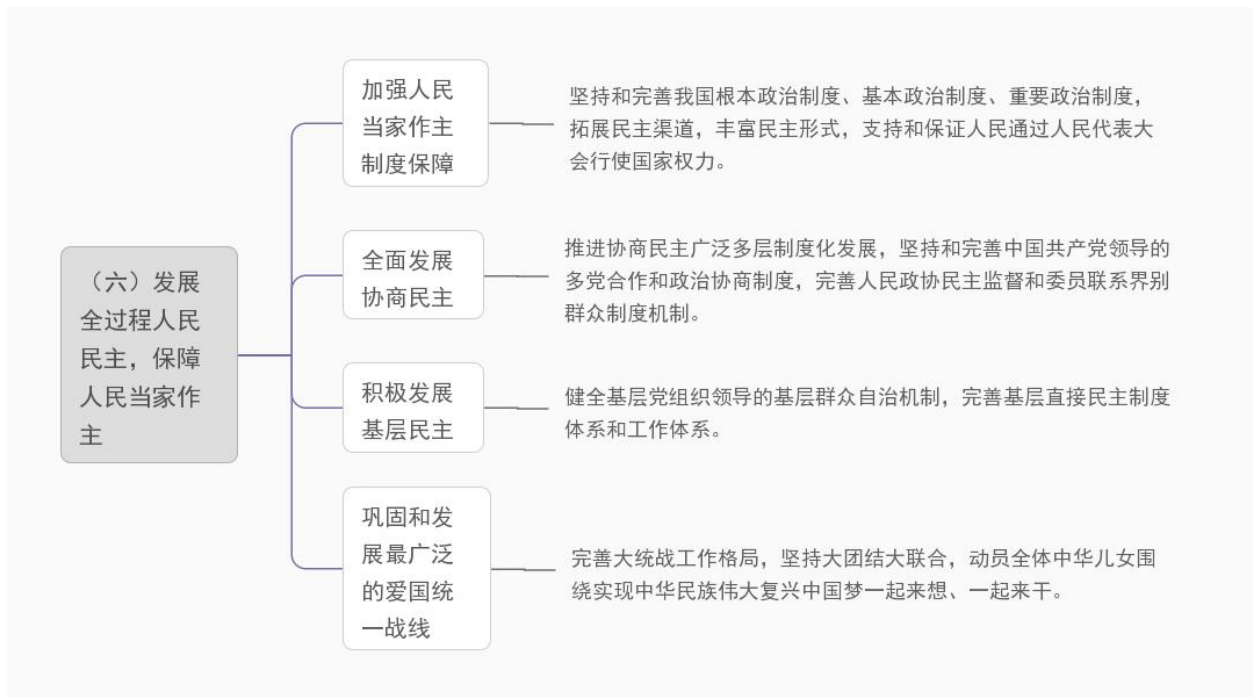 （六）发展
全过程人民
民主，保障
人民当家作
主
加强人民
当家作主
制度保障
坚持和完善我国根本政治制度、基本政治制度、重要政治制度，
拓展民主渠道，丰富民主形式，支持和保证人民通过人民代表大
会行使国家权力。
全面发展
协商民主
推进协商民主广泛多层制度化发展，坚持和完善中国共产党领导的
多党合作和政治协商制度，完善人民政协民主监督和委员联系界别
群众制度机制。
积极发展
基层民主
健全基层党组织领导的基层群众自治机制，完善基层直接民主制度
体系和工作体系。
巩固和发
展最广泛
的爱国统
一战线
完善大统战工作格局，坚持大团结大联合，动员全体中华儿女围
绕实现中华民族伟大复兴中国梦一起来想、一起来干。